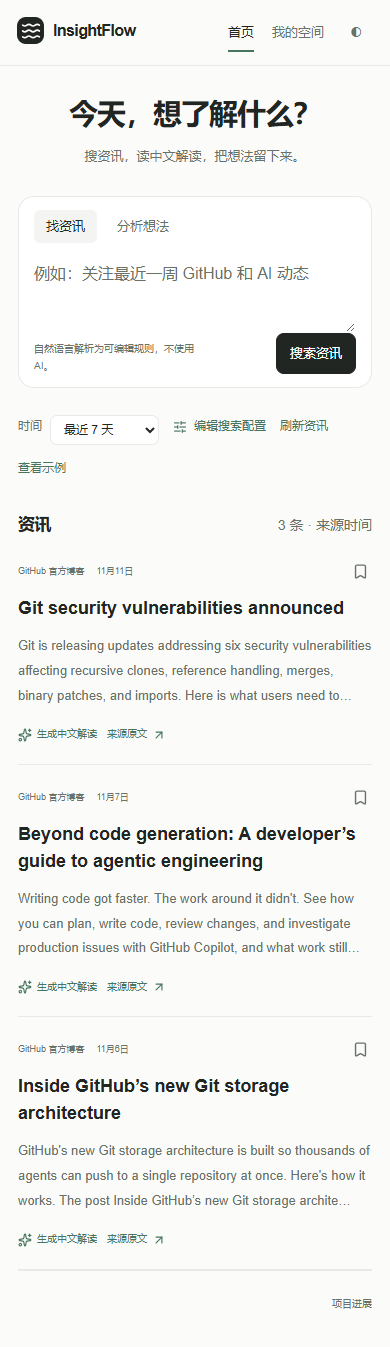 InsightFlow
首页
我的空间
今天，想了解什么？
搜资讯，读中文解读，把想法留下来。
找资讯
分析想法
例如：关注最近一周 GitHub 和 AI 动态
自然语言解析为可编辑规则，不使用
AI。
搜索资讯
时间
最近 7 天
编辑搜索配置
刷新资讯
查看示例
资讯
3 条 · 来源时间
GitHub 官方博客 11月11日
Git security vulnerabilities announced
Git is releasing updates addressing six security vulnerabilities
affecting recursive clones, reference handling, merges,
binary patches, and imports. Here is what users need to…
生成中文解读 来源原文
GitHub 官方博客 11月7日
Beyond code generation: A developer’s
guide to agentic engineering
Writing code got faster. The work around it didn't. See how
you can plan, write code, review changes, and investigate
production issues with GitHub Copilot, and what work still…
生成中文解读 来源原文
GitHub 官方博客 11月6日
Inside GitHub’s new Git storage
architecture
GitHub's new Git storage architecture is built so thousands of
agents can push to a single repository at once. Here's how it
works. The post Inside GitHub’s new Git storage archite…
生成中文解读 来源原文
项目进展